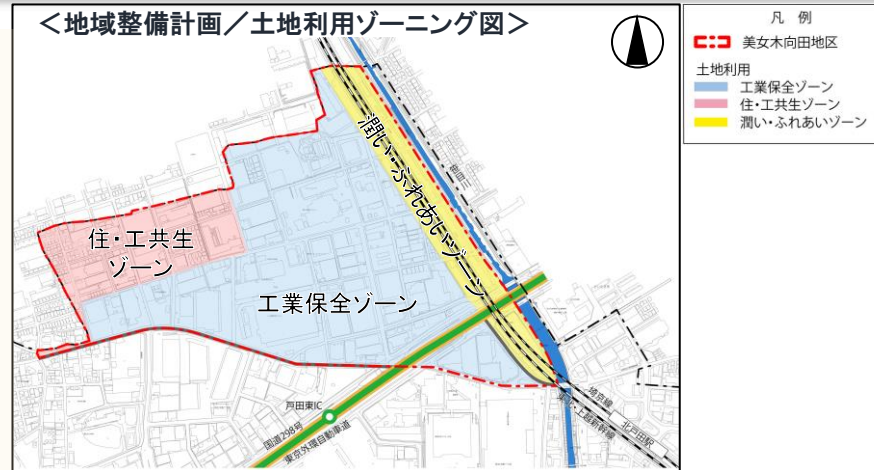 ＜地域整備計画／土地利用ゾーニング図＞
凡 例
美女木向田地区
土地利用
工業保全ゾーン
住・工共生ゾーン
潤い・ふれあいゾーン
潤い・ふれあいゾーン
住・工共生
ゾーン
工業保全ゾーン
戸田東IC
国道298号
東京外環自動車道
埼京線
上越新幹線
北戸田駅